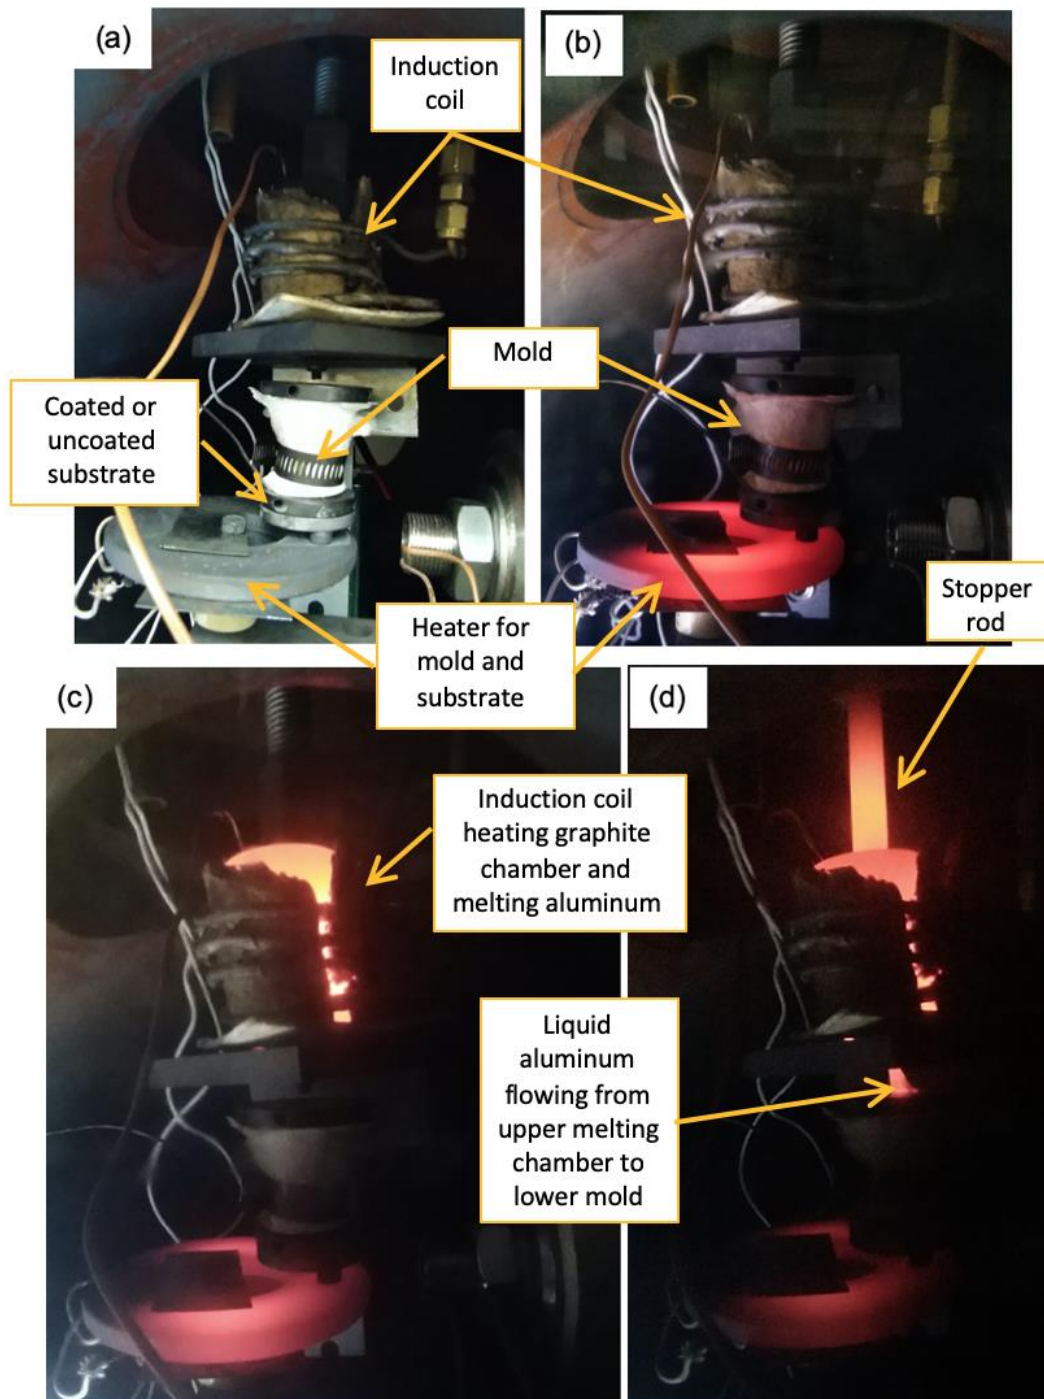 (a)
Induction
coil
(b)
Mold
Coated or
uncoated
substrate
Heater for
mold and
substrate
Stopper
rod
(c)
(d)
Induction coil
heating graphite
chamber and
melting aluminum
Liquid
aluminum
flowing from
upper melting
chamber to
lower mold